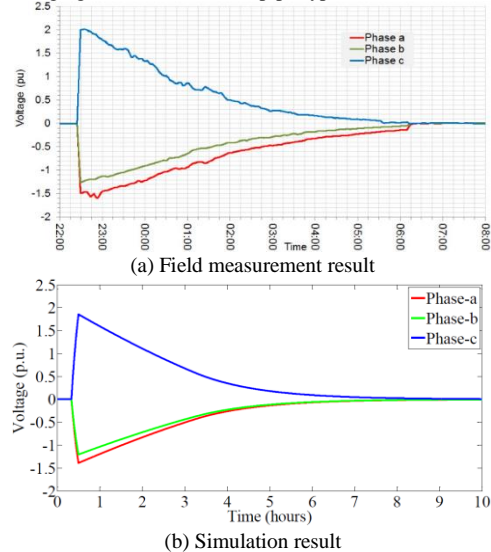 2.5
2
1.5
1
0.5
0
-0.5
-1
-1.5
-2
Voltage (pu)
Phase a
Phase b
Phase c
22:00
23:00
00:00
01:00
02:00
03:00
04:00
05:00
06:00
07:00
08:00
Time
(a) Field measurement result
2.5
2
1.5
1
0.5
0
-0.5
-1
-1.5
-2
Voltage (p.u.)
Phase-a
Phase-b
Phase-c
0 1 2 3 4 5 6 7 8 9 10
Time (hours)
(b) Simulation result